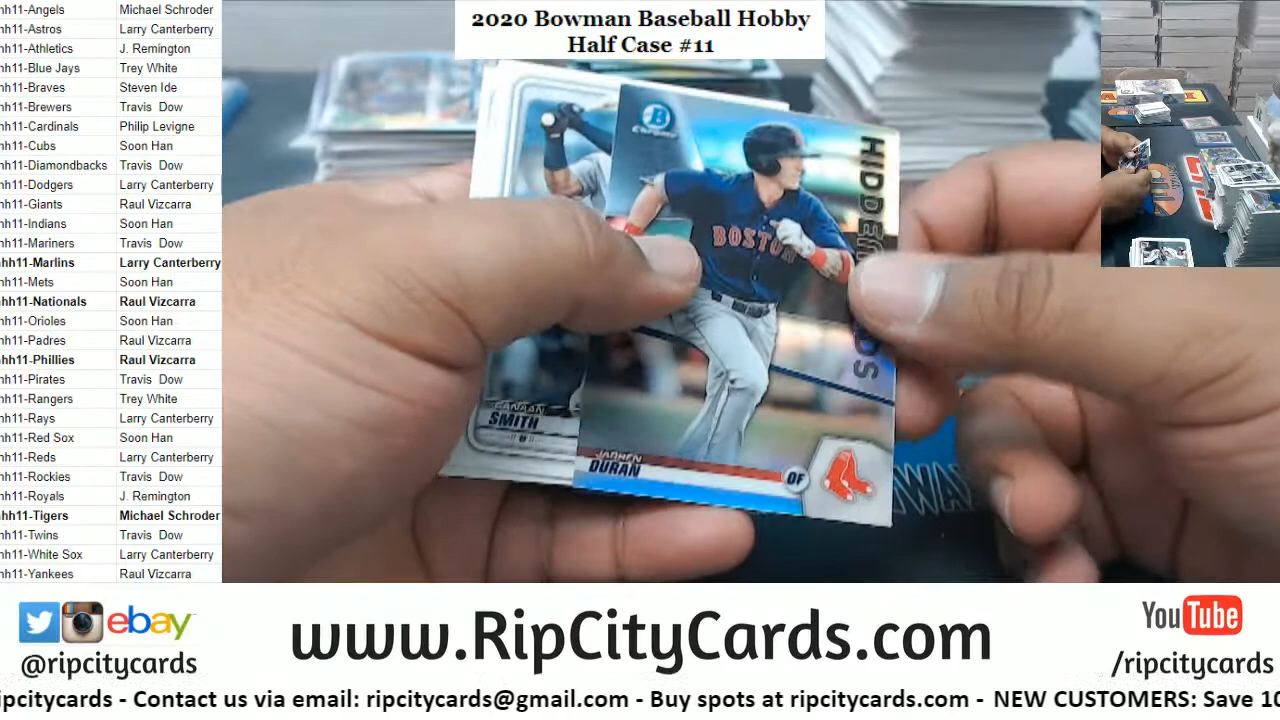 2020 Bowman Baseball Hobby
Half Case #11
hh11-Angels Michael Schroder
hh11-Astros Larry Canterberry
hh11-Athletics J. Remington
hh11-Blue Jays Trey White
hh11-Braves Steven Ide
hh11-Brewers Travis Dow
hh11-Cardinals Philip Levigne
hh11-Cubs Soon Han
hh11-Diamondbacks Travis Dow
hh11-Dodgers Larry Canterberry
hh11-Giants Raul Vizcarra
hh11-Indians Soon Han
hh11-Mariners Travis Dow
hh11-Marlins Larry Canterberry
hh11-Mets Soon Han
hh11-Nationals Raul Vizcarra
hh11-Orioles Soon Han
hh11-Padres Raul Vizcarra
hh11-Phillies Raul Vizcarra
hh11-Pirates Travis Dow
hh11-Rangers Trey White
hh11-Rays Larry Canterberry
hh11-Red Sox Soon Han
hh11-Reds Larry Canterberry
hh11-Rockies Travis Dow
hh11-Royals J. Remington
hh11-Tigers Michael Schroder
hh11-Twins Travis Dow
hh11-White Sox Larry Canterberry
hh11-Yankees Raul Vizcarra
B
Chrome
BOSTON
CANAAN
SMITH
JARREN
DURAN
OF
ebay
@ripcitycards
www.RipCityCards.com
YouTube
/ripcitycards
ipcitycards - Contact us via email: ripcitycards@gmail.com - Buy spots at ripcitycards.com - NEW CUSTOMERS: Save 10